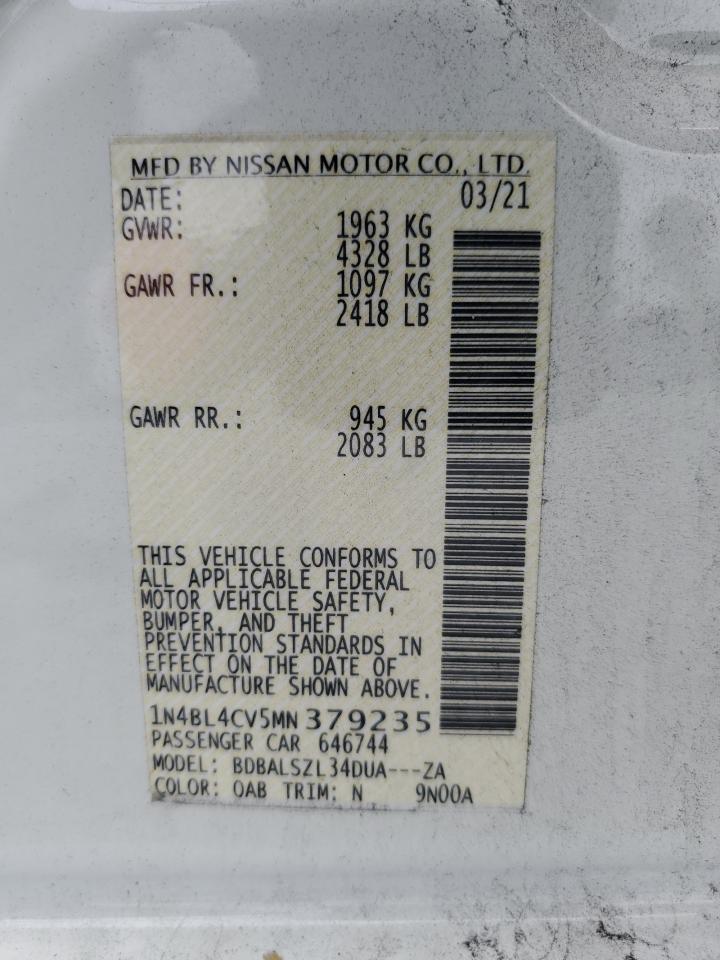 MFD BY NISSAN MOTOR CO., LTD.
DATE: 03/21
GVWR: 1963 KG
4328 LB
GAWR FR.: 1097 KG
2418 LB
GAWR RR.: 945 KG
2083 LB
THIS VEHICLE CONFORMS TO
ALL APPLICABLE FEDERAL
MOTOR VEHICLE SAFETY,
BUMPER, AND THEFT
PREVENTION STANDARDS IN
EFFECT ON THE DATE OF
MANUFACTURE SHOWN ABOVE.
1N4BL4CV5MN379235
PASSENGER CAR 646744
MODEL: BDBALSZL34DUA---ZA
COLOR: QAB TRIM: N 9N00A